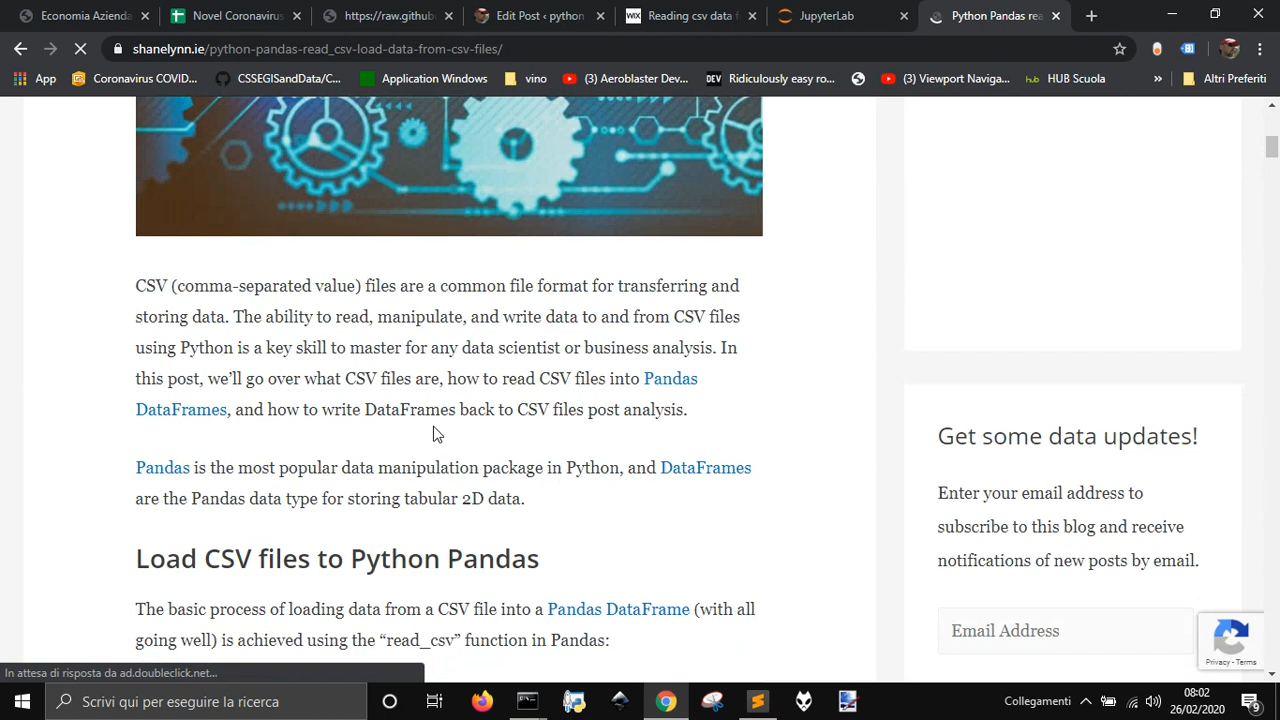 Economia Azienda
Novel Coronavirus
https://raw.githubu
Edit Post ‹ python
WIX
Reading csv data f
JupyterLab
Python Pandas rea
shanelynn.ie/python-pandas-read_csv-load-data-from-csv-files/
App
Coronavirus COVID...
CSSEGISandData/C...
Application Windows
vino
(3) Aeroblaster Dev...
DEV
Ridiculously easy ro...
(3) Viewport Naviga...
hub
HUB Scuola
»
Altri Preferiti
CSV (comma-separated value) files are a common file format for transferring and
storing data. The ability to read, manipulate, and write data to and from CSV files
using Python is a key skill to master for any data scientist or business analysis. In
this post, we’ll go over what CSV files are, how to read CSV files into Pandas
DataFrames, and how to write DataFrames back to CSV files post analysis.
Pandas is the most popular data manipulation package in Python, and DataFrames
are the Pandas data type for storing tabular 2D data.
Load CSV files to Python Pandas
The basic process of loading data from a CSV file into a Pandas DataFrame (with all
going well) is achieved using the “read_csv” function in Pandas:
Get some data updates!
Enter your email address to
subscribe to this blog and receive
notifications of new posts by email.
Email Address
Privacy - Terms
In attesa di risposta da ad.doubleclick.net...
Scrivi qui per eseguire la ricerca
Collegamenti
08:02
26/02/2020
9